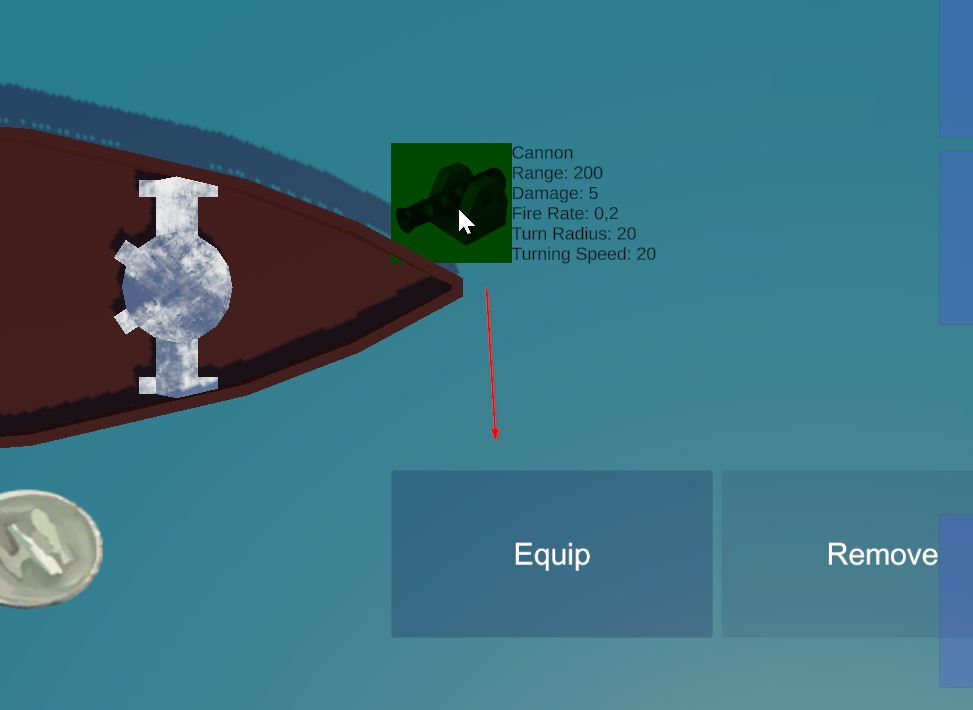 Cannon
Range: 200
Damage: 5
Fire Rate: 0,2
Turn Radius: 20
Turning Speed: 20
Equip
Remove